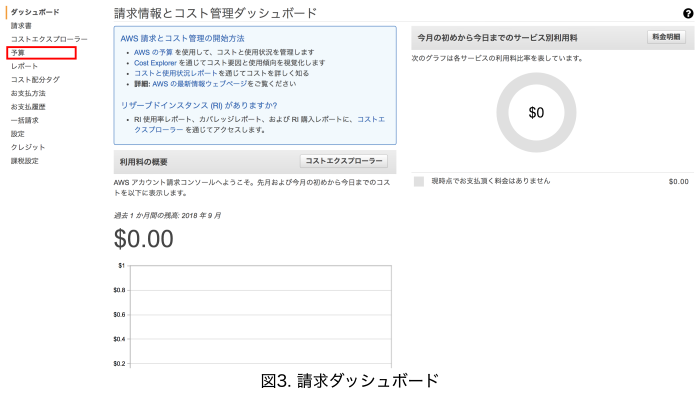 ダッシュボード
請求書
コストエクスプローラー
予算
レポート
コスト配分タグ
お支払方法
お支払履歴
一括請求
設定
クレジット
課税設定
請求情報とコスト管理ダッシュボード
?
AWS 請求とコスト管理の開始方法
• AWS の予算 を使用して、コストと使用状況を管理します
• Cost Explorer を通じてコスト要因と使用傾向を視覚化します
• コストと使用状況レポートを通じてコストを詳しく知る
• 詳細: AWS の最新情報ウェブページをご覧ください
リザーブドインスタンス (RI) がありますか?
• RI 使用率レポート、カバレッジレポート、および RI 購入レポートに、コストエ
クスプローラー を通じてアクセスします。
利用料の概要
コストエクスプローラー
AWS アカウント請求コンソールへようこそ。先月および今月の初めから今日までのコス
トを以下に表示します。
過去 1 か月間の残高: 2018 年 9 月
$0.00
$1
$0.8
$0.6
$0.4
$0.2
今月の初めから今日までのサービス別利用料
料金明細
次のグラフは各サービスの利用料比率を表しています。
$0
現時点でお支払頂く料金はありません
$0.00
図3. 請求ダッシュボード